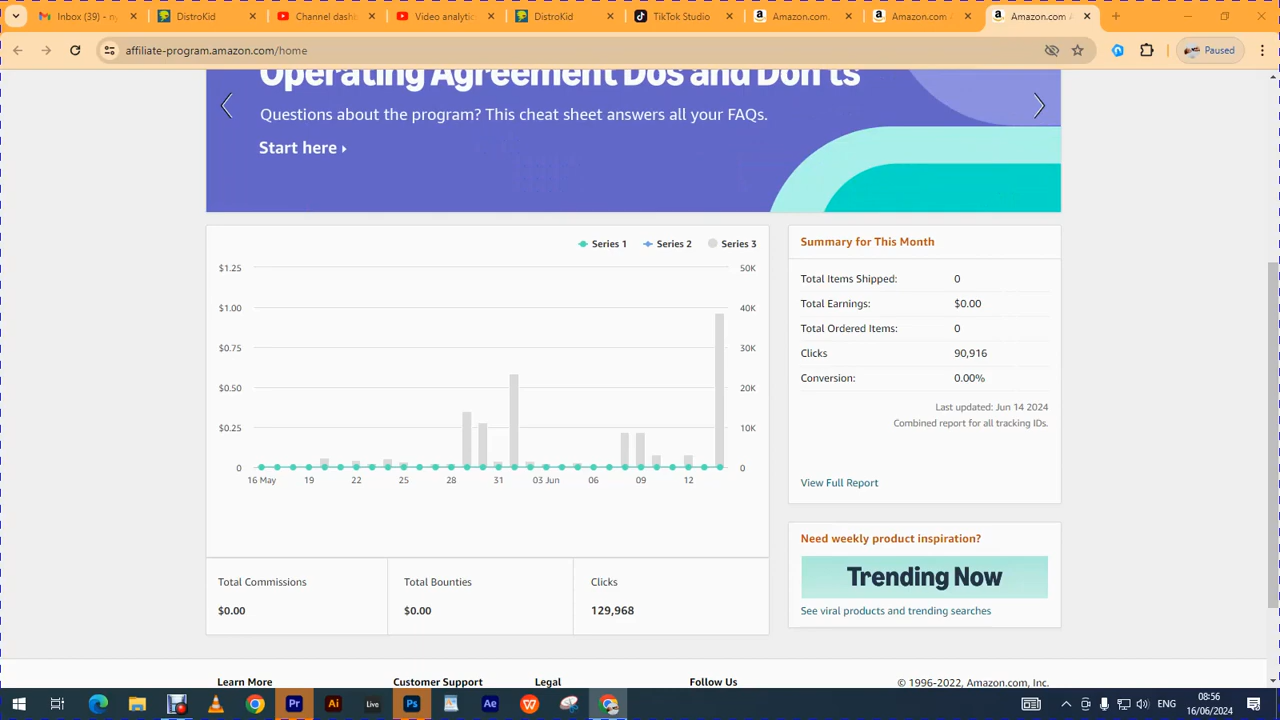 Inbox (39) - ny
DistroKid
Channel dash
Video analytic
DistroKid
TikTok Studio
Amazon.com.
Amazon.com
Amazon.com A
affiliate-program.amazon.com/home
Paused
Operating Agreement Dos and Don'ts
Questions about the program? This cheat sheet answers all your FAQs.
Start here
Series 1 Series 2 Series 3
$1.25 50K
$1.00 40K
$0.75 30K
$0.50 20K
$0.25 10K
0 0
16 May 19 22 25 28 31 03 Jun 06 09 12
Total Commissions Total Bounties Clicks
$0.00 $0.00 129,968
Summary for This Month
Total Items Shipped: 0
Total Earnings: $0.00
Total Ordered Items: 0
Clicks 90,916
Conversion: 0.00%
Last updated: Jun 14 2024
Combined report for all tracking IDs.
View Full Report
Need weekly product inspiration?
Trending Now
See viral products and trending searches
Learn More Customer Support Legal Follow Us © 1996-2022, Amazon.com, Inc.
Pr Ai Live Ps Ae W
ENG
08:56
16/06/2024